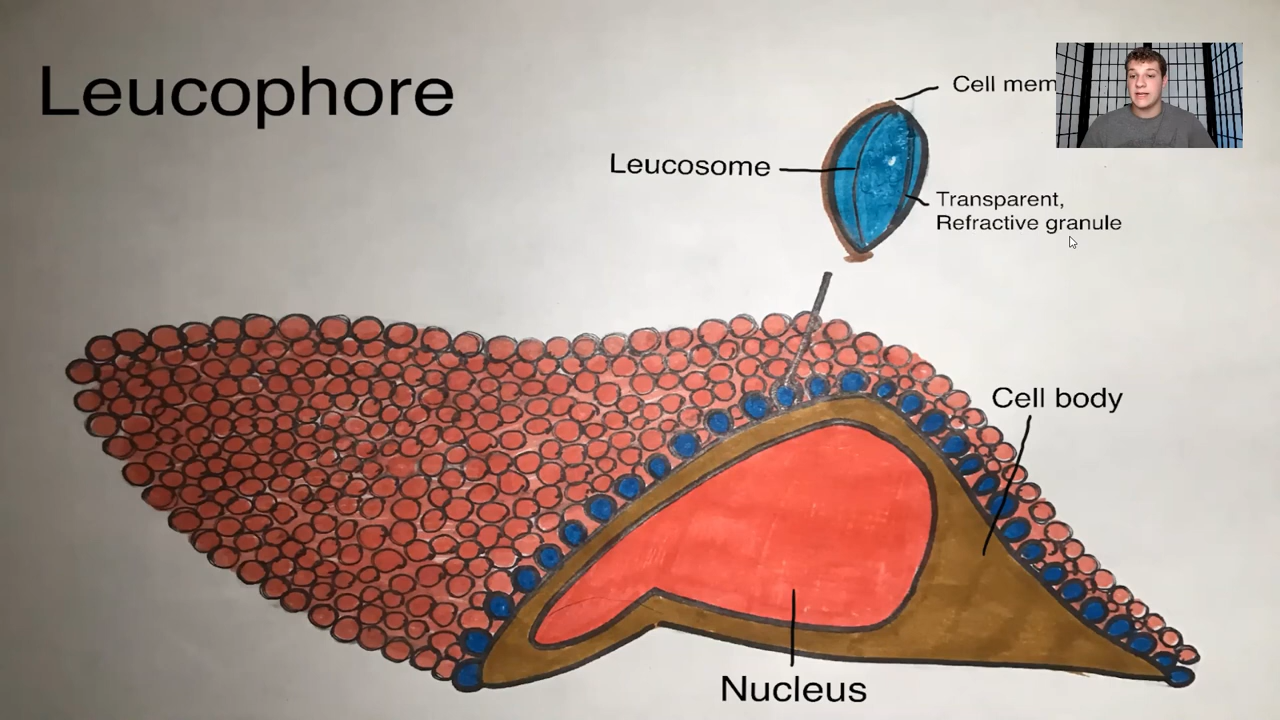 Leucophore
Cell mem
Leucosome
Transparent,
Refractive granule
Cell body
Nucleus